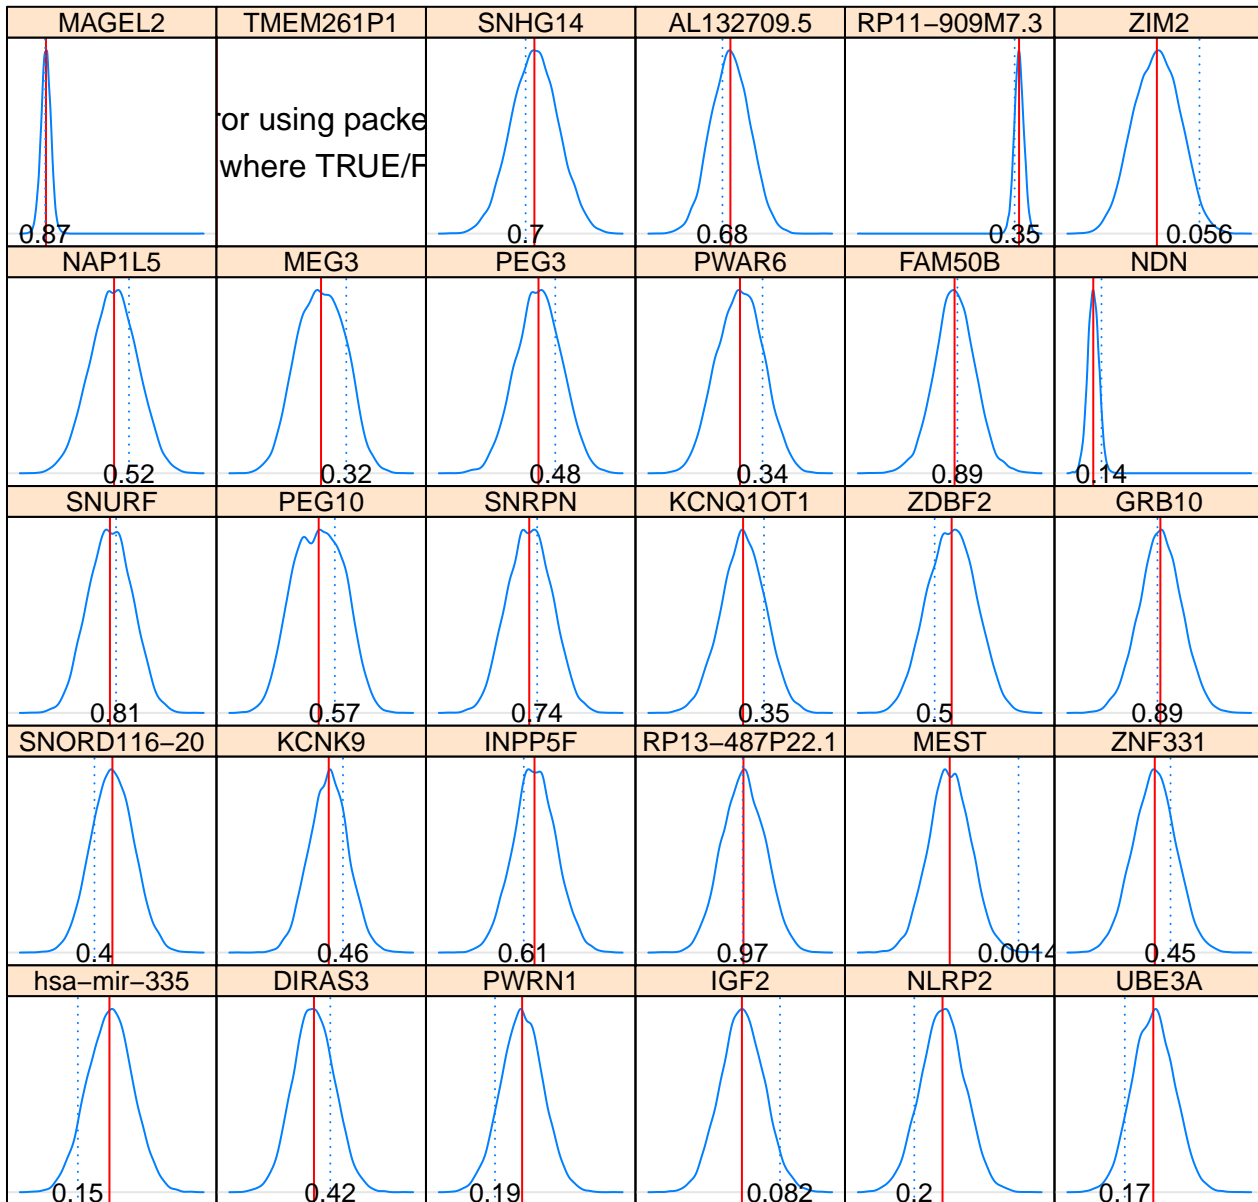 MAGEL2 TMEM261P1 SNHG14 AL132709.5 RP11−909M7.3 ZIM2
ror using packe
where TRUE/F
0.87 0.7 0.68 0.35 0.056
NAP1L5 MEG3 PEG3 PWAR6 FAM50B NDN
0.52 0.32 0.48 0.34 0.89 0.14
SNURF PEG10 SNRPN KCNQ1OT1 ZDBF2 GRB10
0.81 0.57 0.74 0.35 0.5 0.89
SNORD116−20 KCNK9 INPP5F RP13−487P22.1 MEST ZNF331
0.4 0.46 0.61 0.97 0.0014 0.45
hsa−mir−335 DIRAS3 PWRN1 IGF2 NLRP2 UBE3A
0.15 0.42 0.19 0.082 0.2 0.17